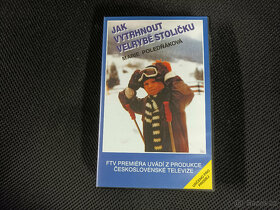 JAK
VYTRHNOUT
VELRYBĚ STOLIČKU
MARIE POLEDŇÁKOVÁ
FTV PREMIÉRA UVÁDÍ Z PRODUKCE
ČESKOSLOVENSKÉ TELEVIZE